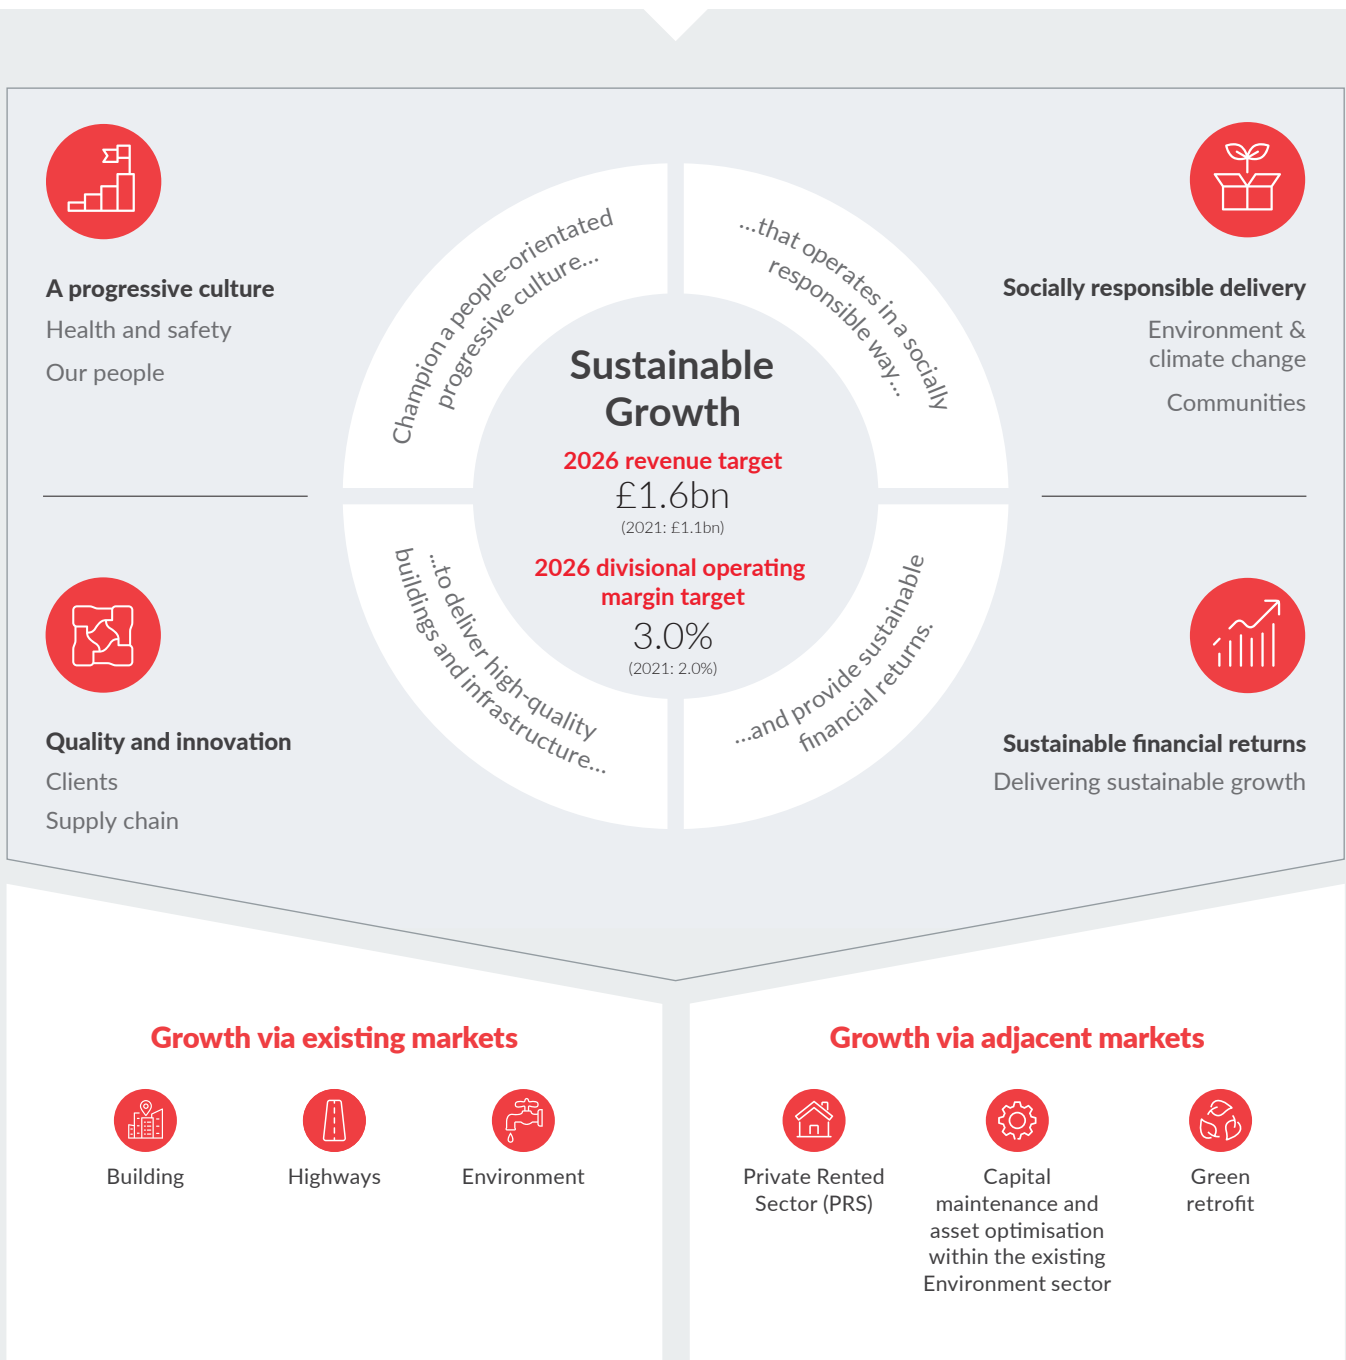 A progressive culture
Health and safety
Our people
Socially responsible delivery
Environment &
climate change
Communities
Champion a people-orientated
progressive culture...
...that operates in a socially
responsible way...
Sustainable
Growth
2026 revenue target
£1.6bn
(2021: £1.1bn)
2026 divisional operating
margin target
3.0%
(2021: 2.0%)
...to deliver high-quality
buildings and infrastructure...
...and provide sustainable
financial returns.
Quality and innovation
Clients
Supply chain
Sustainable financial returns
Delivering sustainable growth
Growth via existing markets
Building
Highways
Environment
Growth via adjacent markets
Private Rented
Sector (PRS)
Capital
maintenance and
asset optimisation
within the existing
Environment sector
Green
retrofit